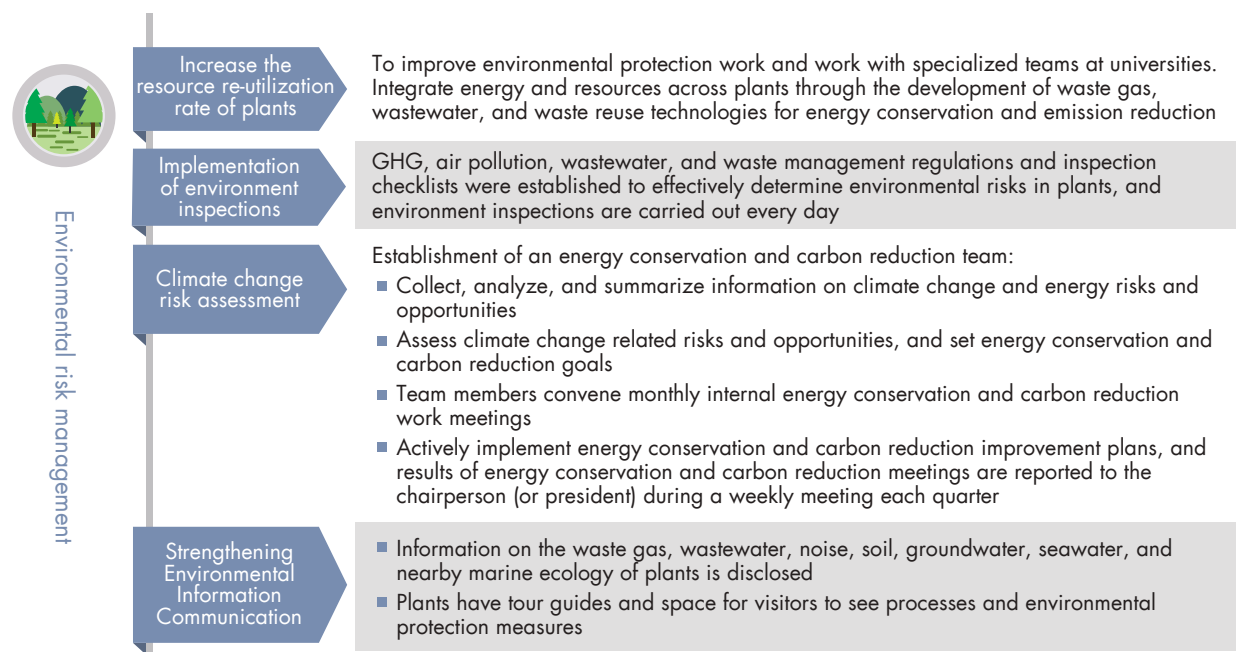 Environmental risk management
Increase the
resource re-utilization
rate of plants
To improve environmental protection work and work with specialized teams at universities.
Integrate energy and resources across plants through the development of waste gas,
wastewater, and waste reuse technologies for energy conservation and emission reduction
Implementation
of environment
inspections
GHG, air pollution, wastewater, and waste management regulations and inspection
checklists were established to effectively determine environmental risks in plants, and
environment inspections are carried out every day
Climate change
risk assessment
Establishment of an energy conservation and carbon reduction team:
Collect, analyze, and summarize information on climate change and energy risks and
opportunities
Assess climate change related risks and opportunities, and set energy conservation and
carbon reduction goals
Team members convene monthly internal energy conservation and carbon reduction
work meetings
Actively implement energy conservation and carbon reduction improvement plans, and
results of energy conservation and carbon reduction meetings are reported to the
chairperson (or president) during a weekly meeting each quarter
Strengthening
Environmental
Information
Communication
Information on the waste gas, wastewater, noise, soil, groundwater, seawater, and
nearby marine ecology of plants is disclosed
Plants have tour guides and space for visitors to see processes and environmental
protection measures